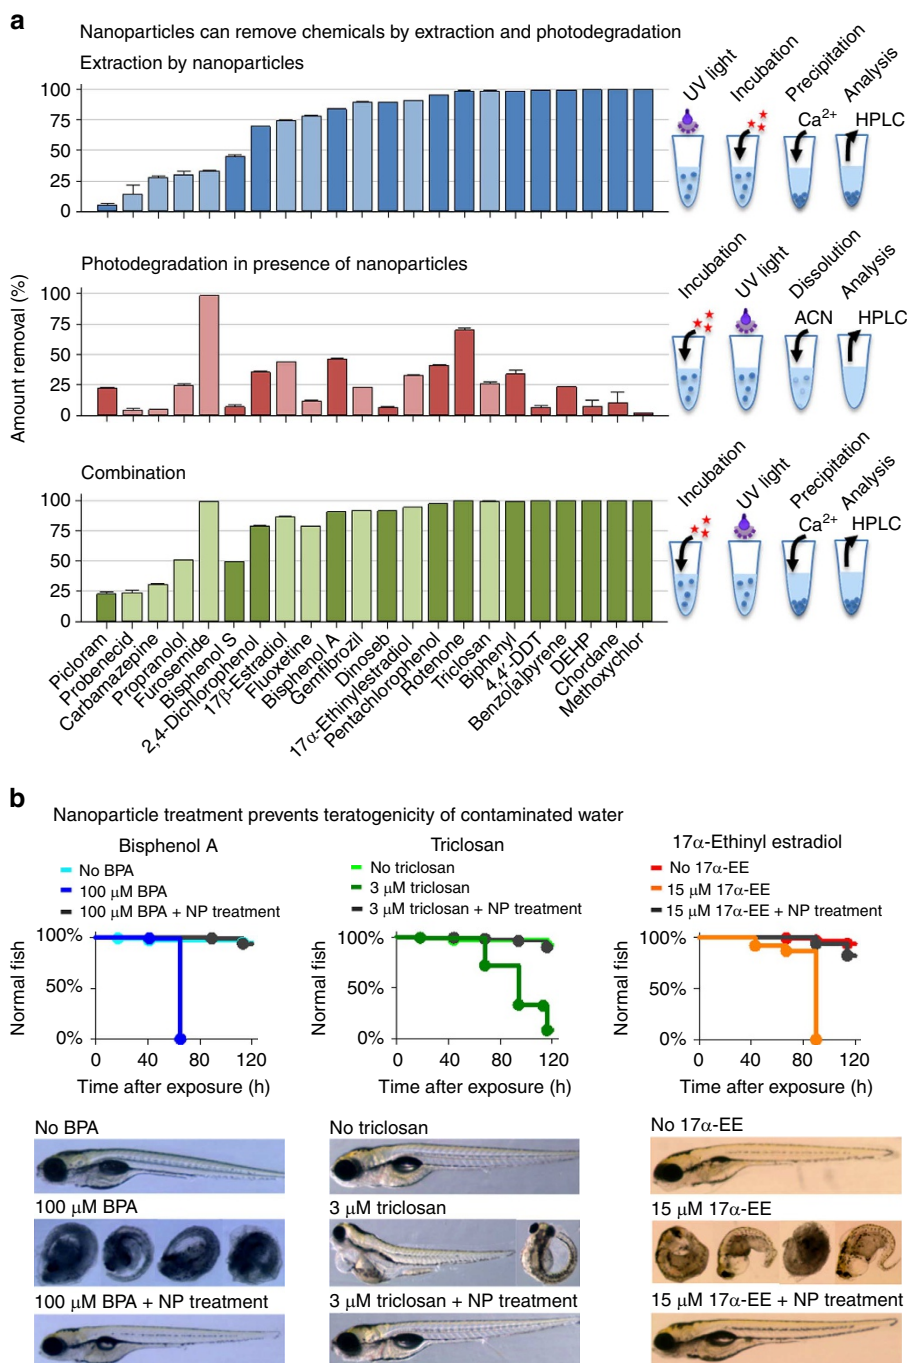 a
Nanoparticles can remove chemicals by extraction and photodegradation
Extraction by nanoparticles
100
75
50
25
0
UV light
Incubation
Precipitation
Analysis
Ca2+
HPLC
Amount removal (%)
Photodegradation in presence of nanoparticles
100
75
50
25
0
Incubation
UV light
Dissolution
Analysis
ACN
HPLC
Combination
100
75
50
25
0
Incubation
UV light
Precipitation
Analysis
Ca2+
HPLC
Picloram
Probenecid
Carbamazepine
Propranolol
Furosemide
Bisphenol S
2,4-Dichlorophenol
17β-Estradiol
Fluoxetine
Bisphenol A
Gemfibrozil
Dinoseb
17α-Ethinylestradiol
Pentachlorophenol
Rotenone
Triclosan
Biphenyl
4,4′-DDT
Benzo[a]pyrene
DEHP
Chordane
Methoxychlor
b
Nanoparticle treatment prevents teratogenicity of contaminated water
Bisphenol A
No BPA
100 μM BPA
100 μM BPA + NP treatment
Normal fish
100%
50%
0%
0 40 80 120
Time after exposure (h)
Triclosan
No triclosan
3 μM triclosan
3 μM triclosan + NP treatment
Normal fish
100%
50%
0%
0 40 80 120
Time after exposure (h)
17α-Ethinyl estradiol
No 17α-EE
15 μM 17α-EE
15 μM 17α-EE + NP treatment
Normal fish
100%
50%
0%
0 40 80 120
Time after exposure (h)
No BPA
100 μM BPA
100 μM BPA + NP treatment
No triclosan
3 μM triclosan
3 μM triclosan + NP treatment
No 17α-EE
15 μM 17α-EE
15 μM 17α-EE + NP treatment